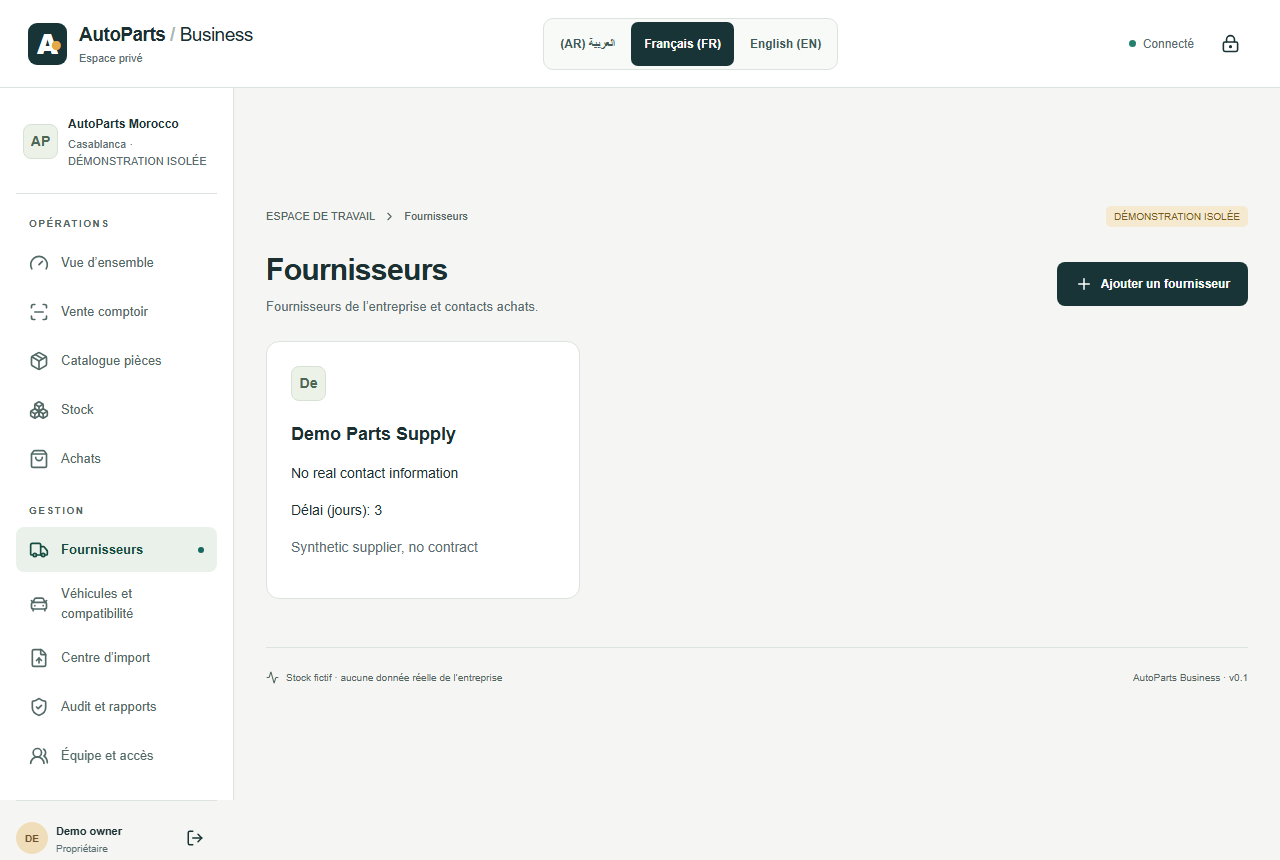 AutoParts / Business
Espace privé
العربية (AR)
Français (FR)
English (EN)
Connecté
AP
AutoParts Morocco
Casablanca ·
DÉMONSTRATION ISOLÉE
OPÉRATIONS
Vue d'ensemble
Vente comptoir
Catalogue pièces
Stock
Achats
GESTION
Fournisseurs
Véhicules et
compatibilité
Centre d'import
Audit et rapports
Équipe et accès
DE
Demo owner
Propriétaire
ESPACE DE TRAVAIL
Fournisseurs
DÉMONSTRATION ISOLÉE
Fournisseurs
Fournisseurs de l'entreprise et contacts achats.
Ajouter un fournisseur
De
Demo Parts Supply
No real contact information
Délai (jours): 3
Synthetic supplier, no contract
Stock fictif · aucune donnée réelle de l'entreprise
AutoParts Business · v0.1